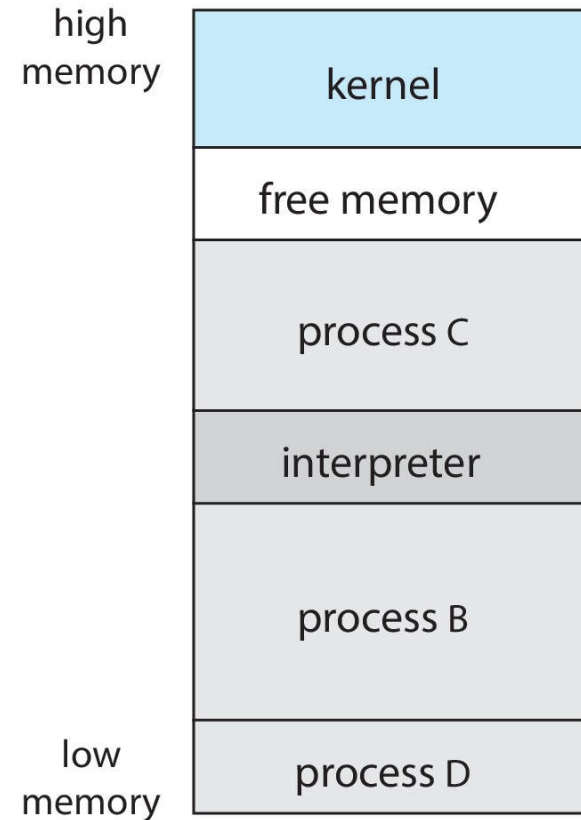 high
memory
kernel
free memory
process C
interpreter
process B
low
memory
process D